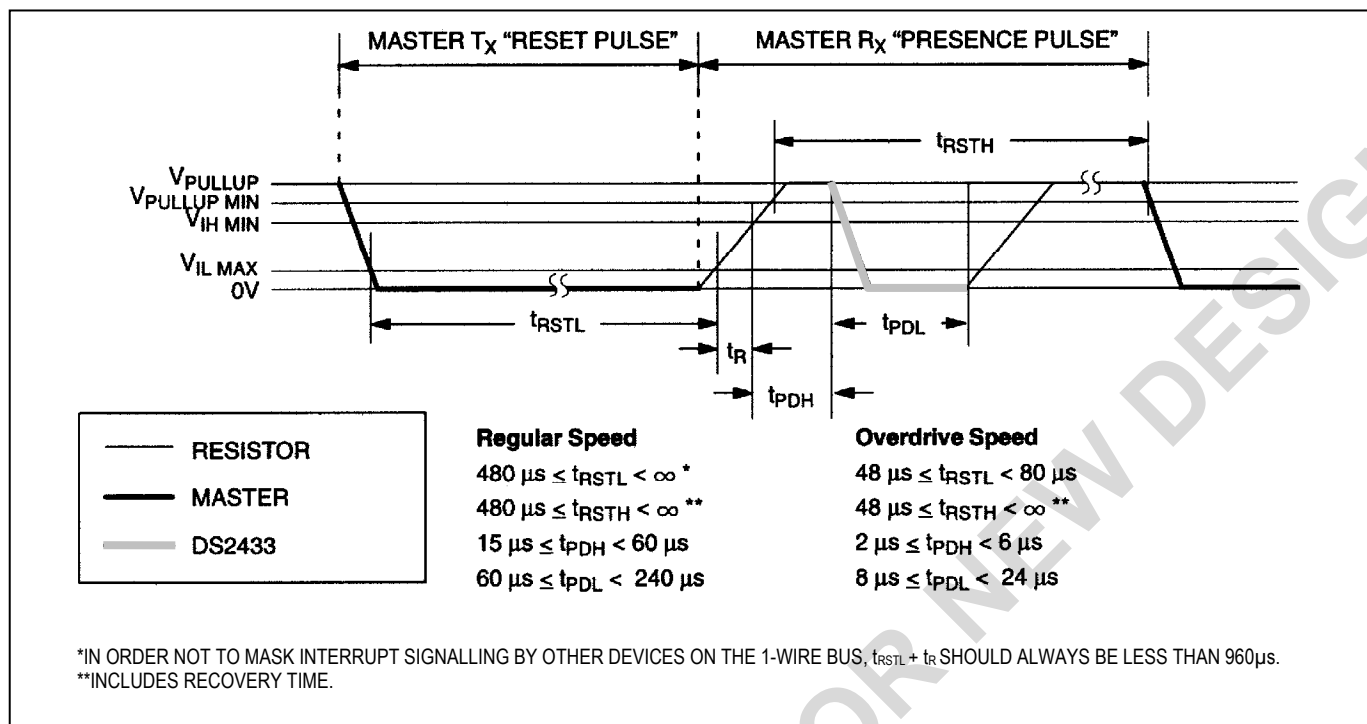 MASTER TX “RESET PULSE”
MASTER RX “PRESENCE PULSE”
tRSTH
VPULLUP
VPULLUP MIN
VIH MIN
VIL MAX
0V
tRSTL
tPDL
tR
tPDH
RESISTOR
MASTER
DS2433
Regular Speed
480 µs ≤ tRSTL < ∞ *
480 µs ≤ tRSTH < ∞ **
15 µs ≤ tPDH < 60 µs
60 µs ≤ tPDL < 240 µs
Overdrive Speed
48 µs ≤ tRSTL < 80 µs
48 µs ≤ tRSTH < ∞ **
2 µs ≤ tPDH < 6 µs
8 µs ≤ tPDL < 24 µs
*IN ORDER NOT TO MASK INTERRUPT SIGNALLING BY OTHER DEVICES ON THE 1-WIRE BUS, tRSTL + tR SHOULD ALWAYS BE LESS THAN 960µs.
**INCLUDES RECOVERY TIME.
OR NEW DESIG